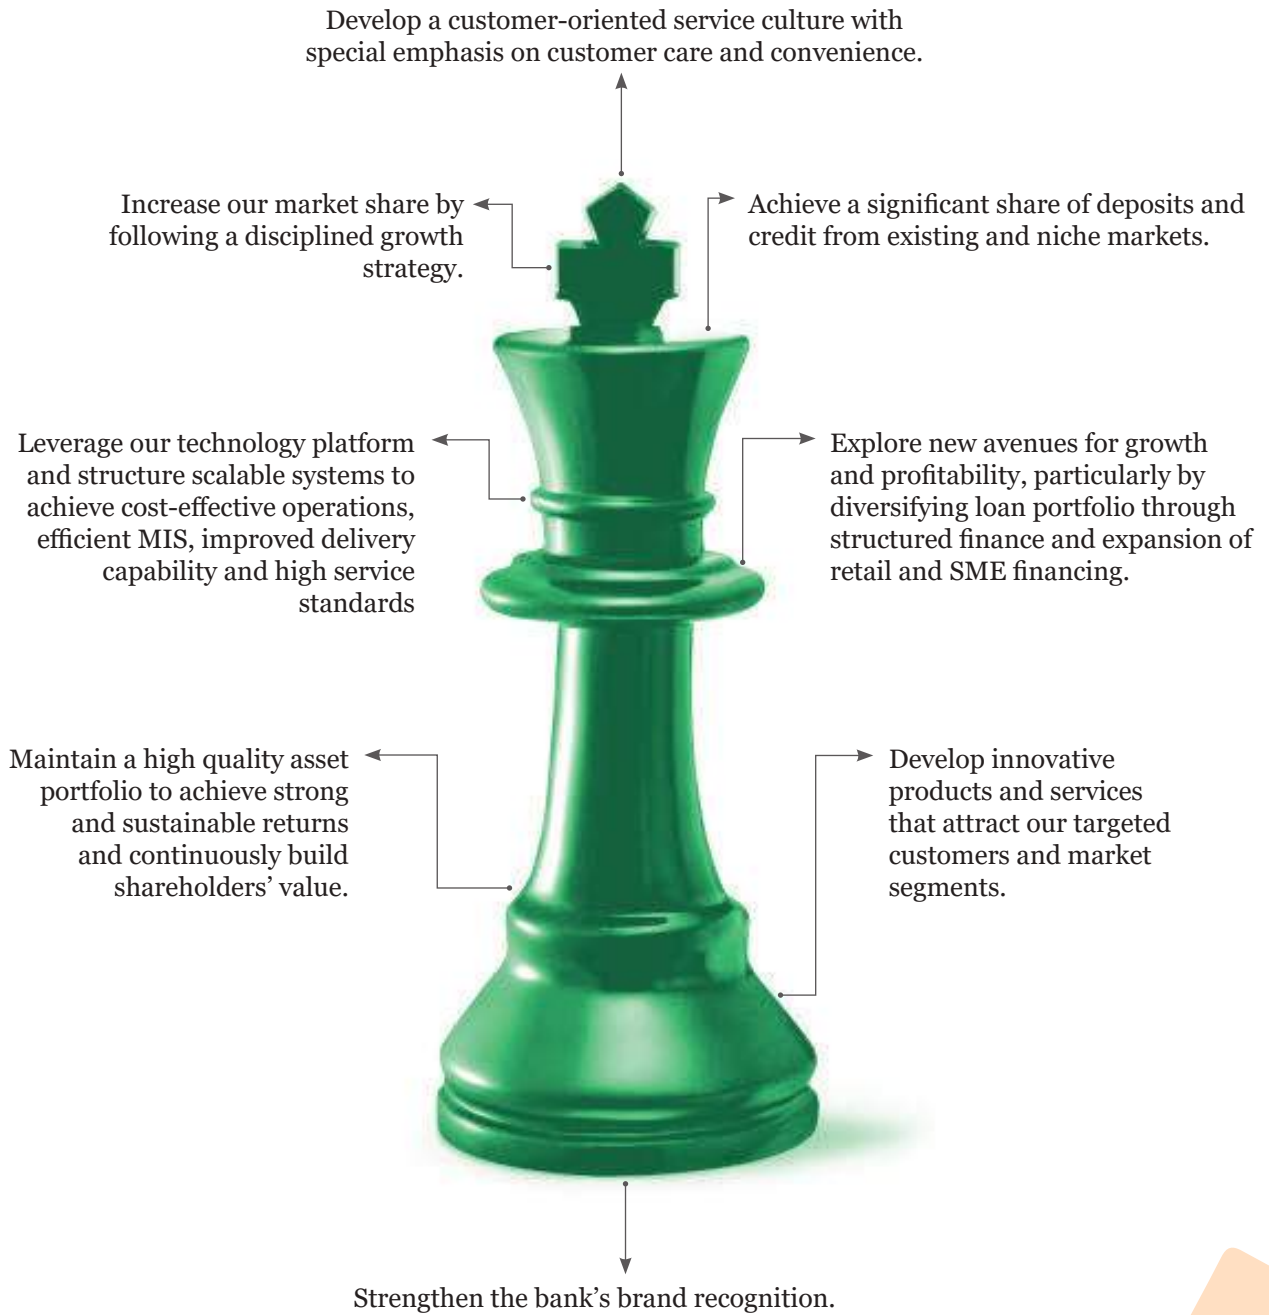 Develop a customer-oriented service culture with
special emphasis on customer care and convenience.
Increase our market share by
following a disciplined growth
strategy.
Achieve a significant share of deposits and
credit from existing and niche markets.
Leverage our technology platform
and structure scalable systems to
achieve cost-effective operations,
efficient MIS, improved delivery
capability and high service
standards
Explore new avenues for growth
and profitability, particularly by
diversifying loan portfolio through
structured finance and expansion of
retail and SME financing.
Maintain a high quality asset
portfolio to achieve strong
and sustainable returns
and continuously build
shareholders’ value.
Develop innovative
products and services
that attract our targeted
customers and market
segments.
Strengthen the bank’s brand recognition.